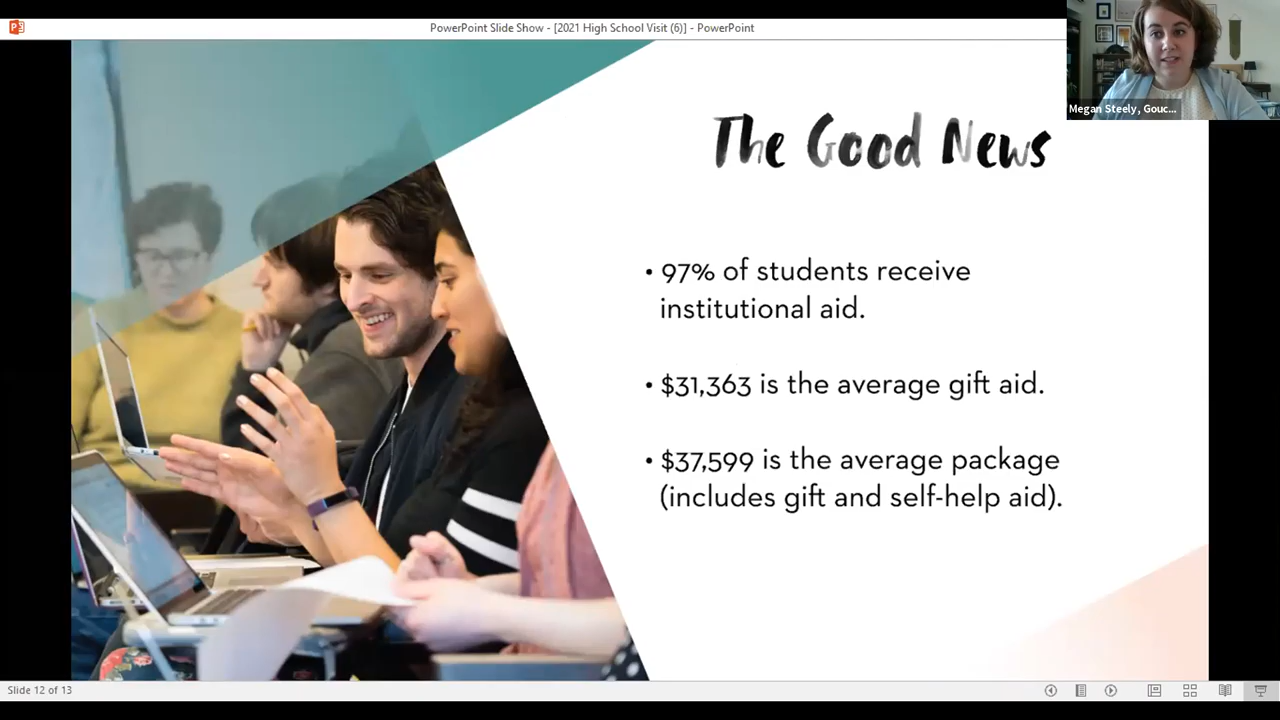 PowerPoint Slide Show - [2021 High School Visit (6)] - PowerPoint
Megan Steely, Gouc...
The Good News
• 97% of students receive
institutional aid.
• $31,363 is the average gift aid.
• $37,599 is the average package
(includes gift and self-help aid).
Slide 12 of 13